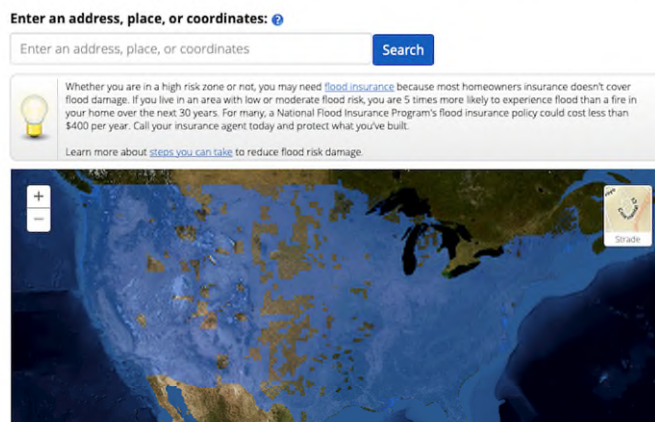 Enter an address, place, or coordinates: ?
Enter an address, place, or coordinates
Search
Whether you are in a high risk zone or not, you may need flood insurance because most homeowners insurance doesn't cover
flood damage. If you live in an area with low or moderate flood risk, you are 5 times more likely to experience flood than a fire in
your home over the next 30 years. For many, a National Flood Insurance Program's flood insurance policy could cost less than
$400 per year. Call your insurance agent today and protect what you've built.
Learn more about steps you can take to reduce flood risk damage.
+
−
Strade